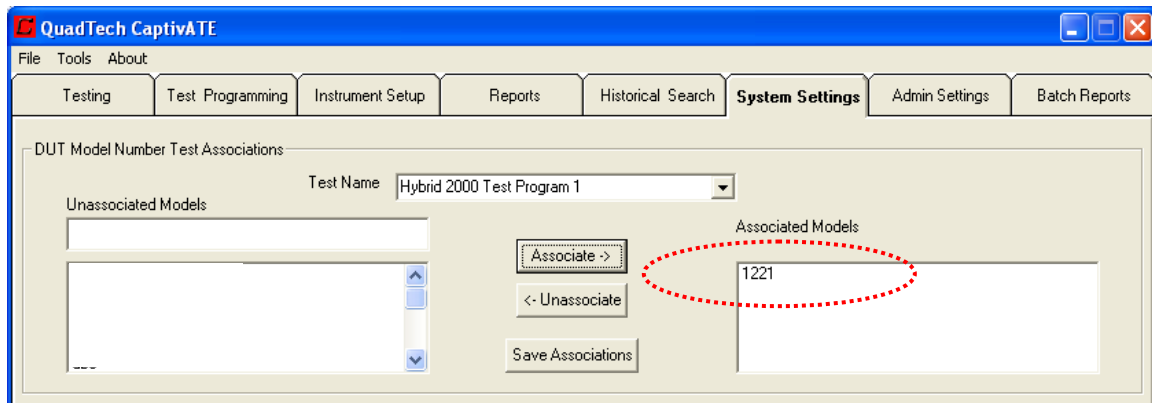 QuadTech CaptivATE
File Tools About
Testing Test Programming Instrument Setup Reports Historical Search System Settings Admin Settings Batch Reports
DUT Model Number Test Associations
Test Name Hybrid 2000 Test Program 1
Unassociated Models
Associated Models
Associate ->
1221
<- Unassociate
Save Associations